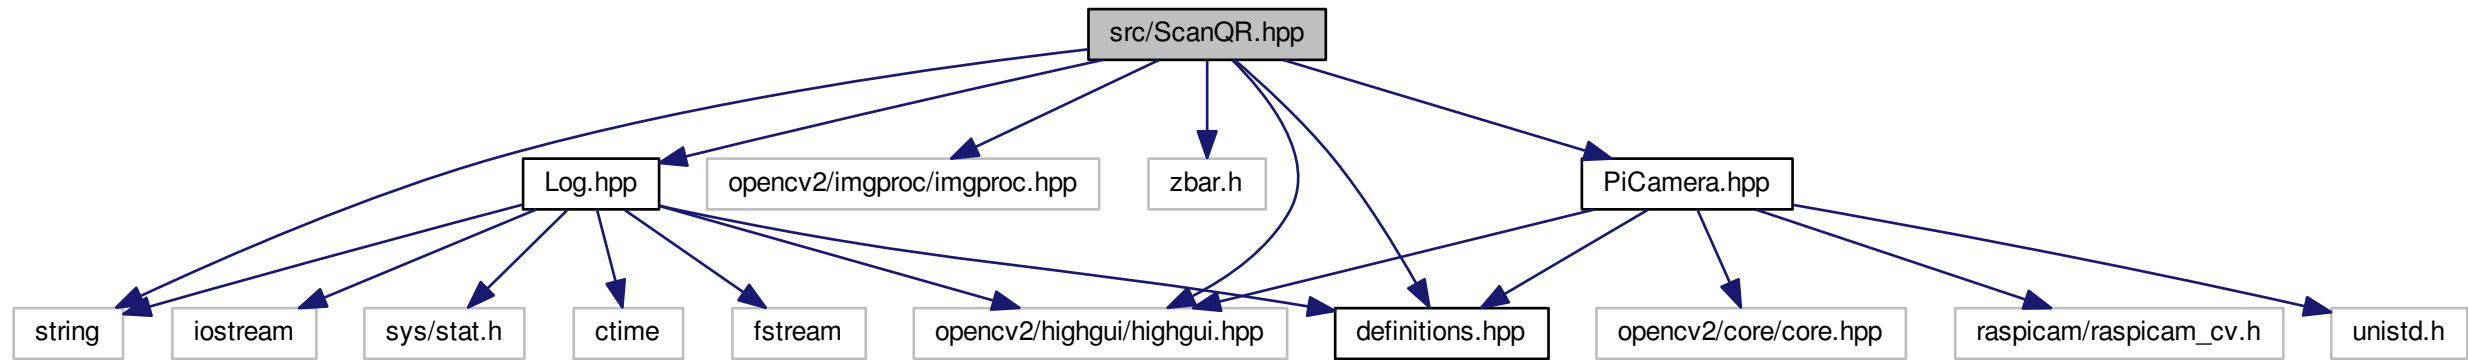 src/ScanQR.hpp
Log.hpp
opencv2/imgproc/imgproc.hpp
zbar.h
PiCamera.hpp
string
iostream
sys/stat.h
ctime
fstream
opencv2/highgui/highgui.hpp
definitions.hpp
opencv2/core/core.hpp
raspicam/raspicam_cv.h
unistd.h